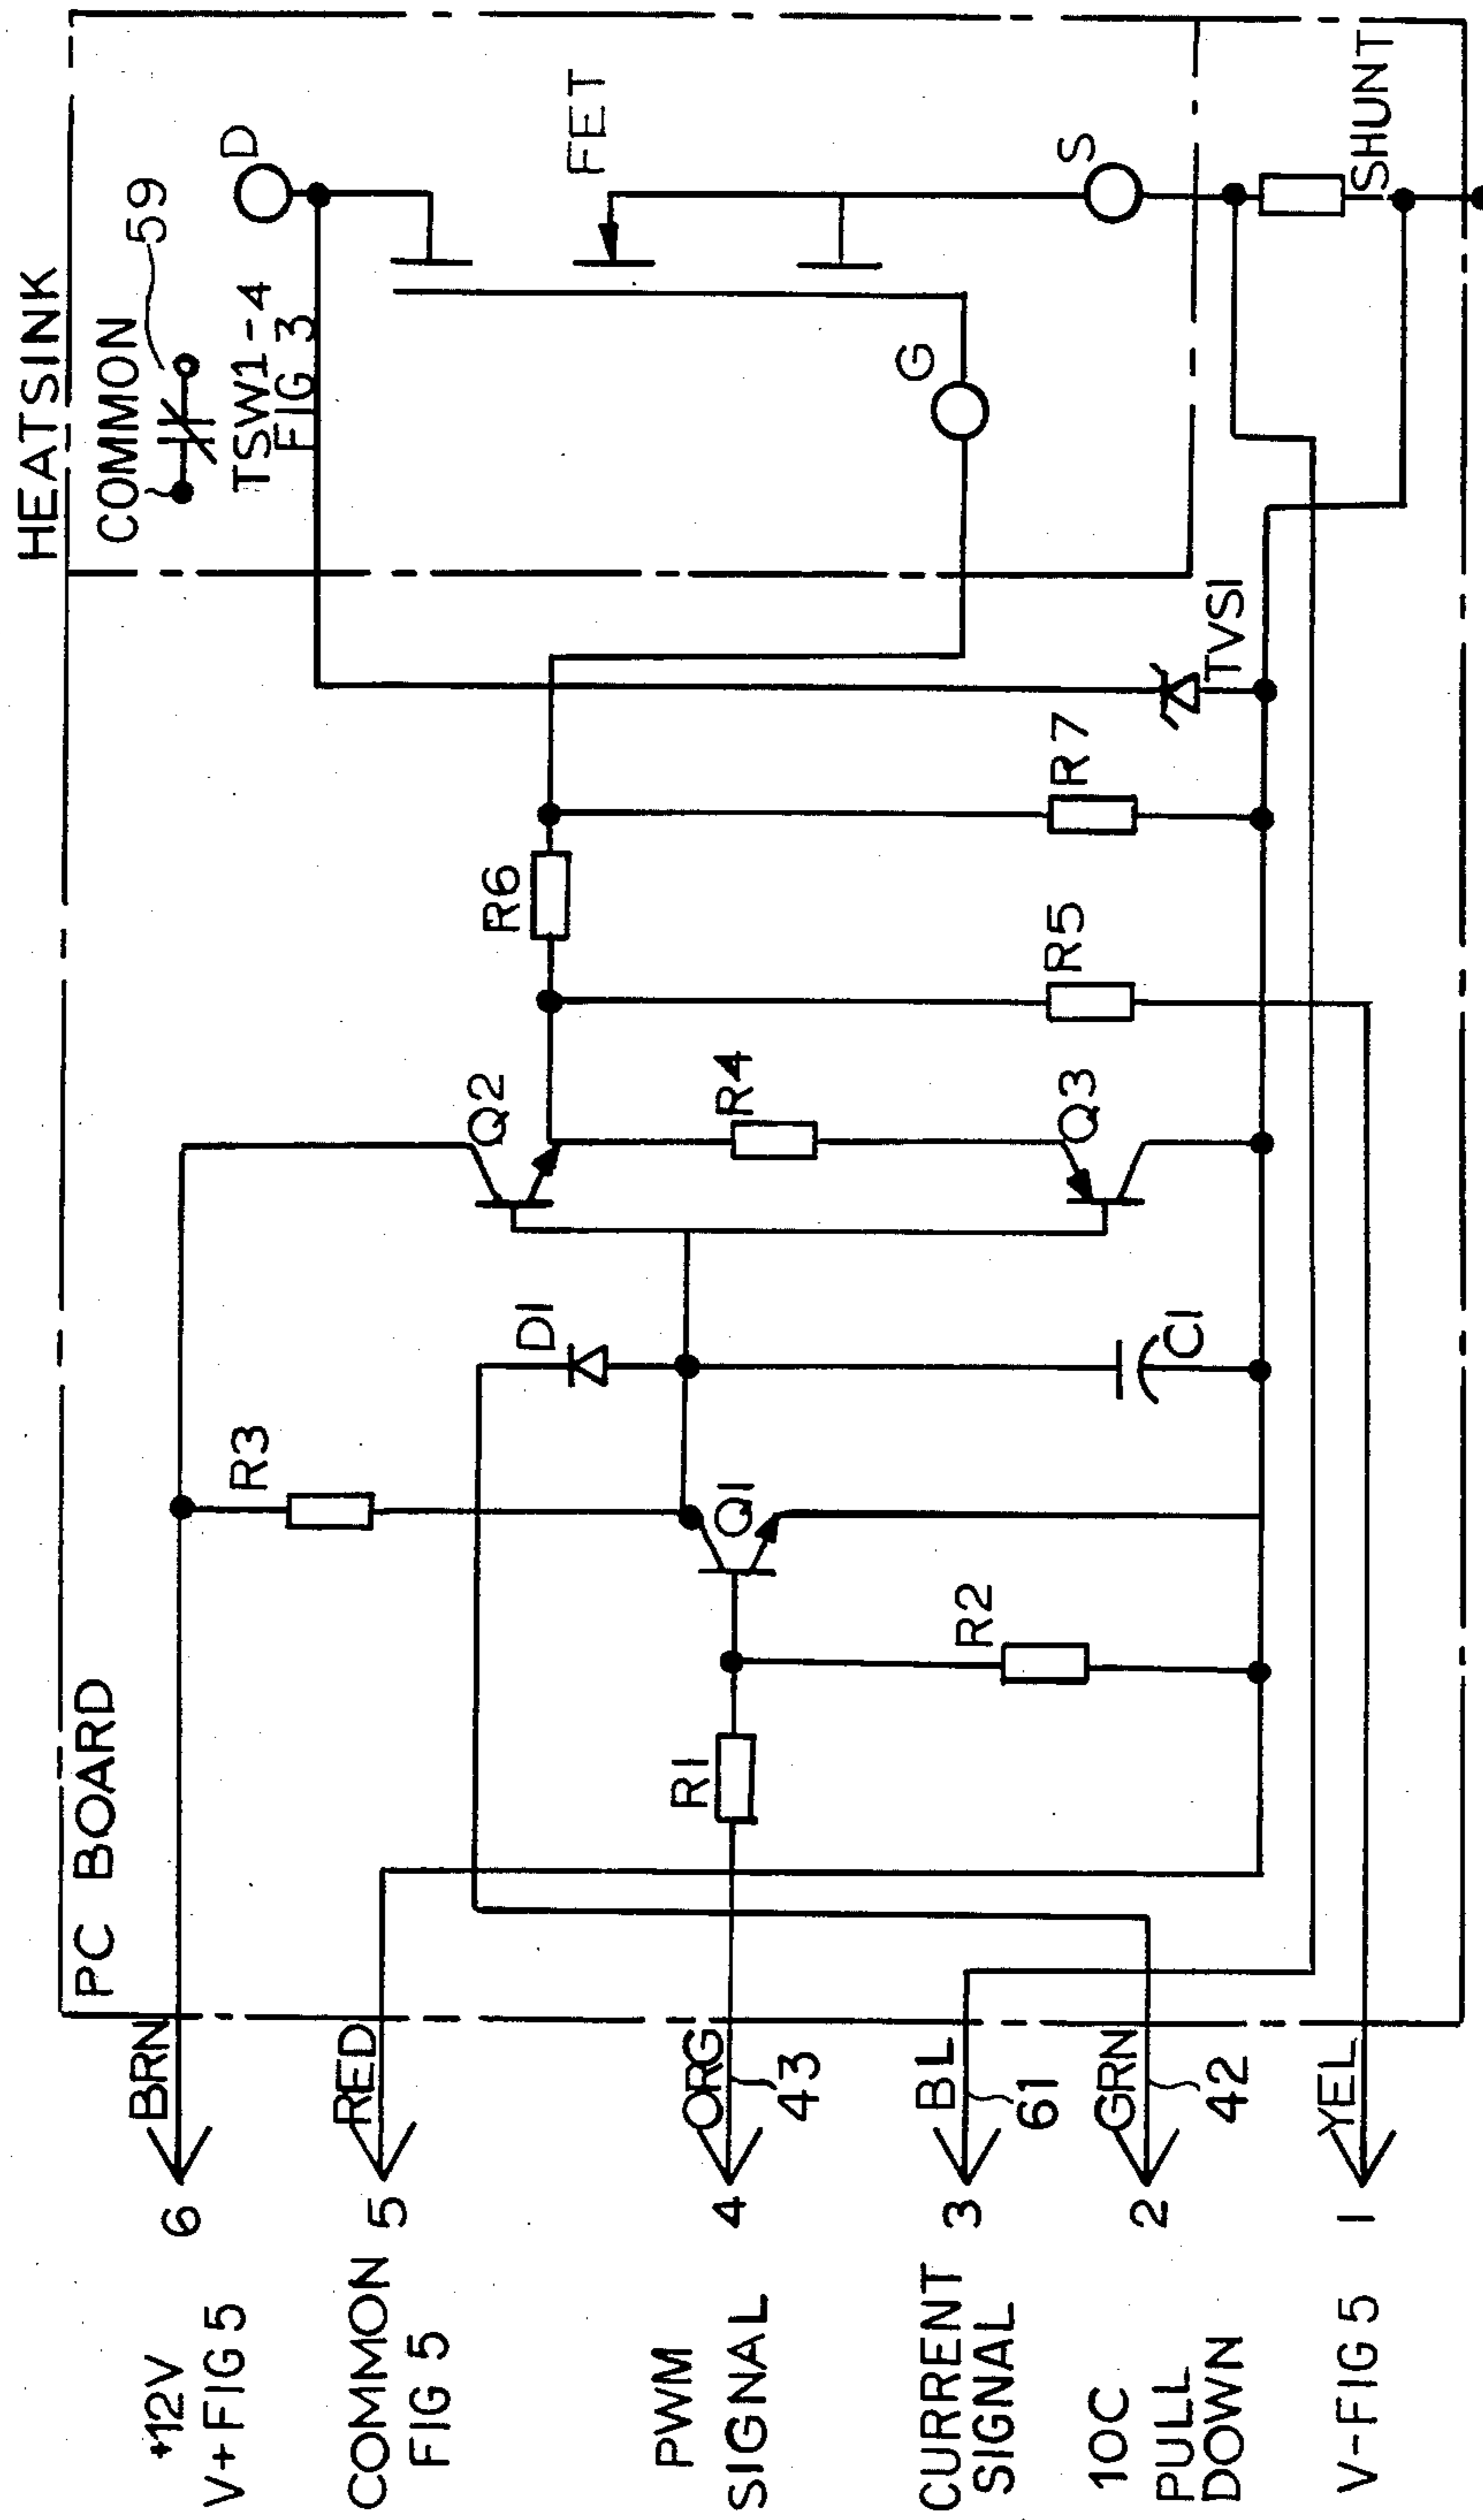 HEATSINK
COMMON
59
TSW1-4
FIG 3
D
FET
G
S
SHUNT
TVS1
R7
R6
R5
R4
Q2
Q3
D1
C1
R3
Q1
R2
R1
PC BOARD
BRN
6
+12V
V+FIG 5
RED
5
COMMON
FIG 5
ORG
43
4
PWM
SIGNAL
BL
61
3
CURRENT
SIGNAL
GRN
42
2
10C
PULL
DOWN
YEL
1
V-FIG 5